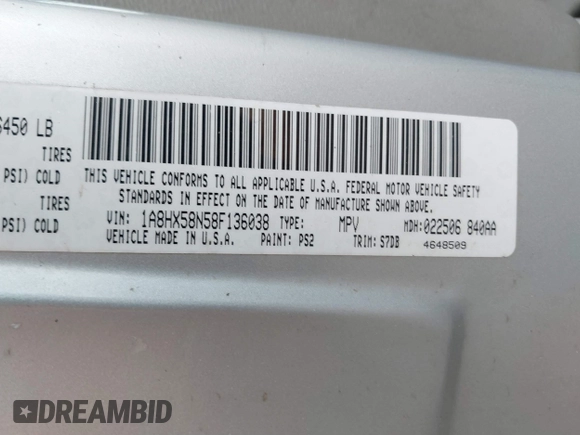 6450 LB
TIRES
PSI) COLD
TIRES
PSI) COLD
THIS VEHICLE CONFORMS TO ALL APPLICABLE U.S.A. FEDERAL MOTOR VEHICLE SAFETY
STANDARDS IN EFFECT ON THE DATE OF MANUFACTURE SHOWN ABOVE.
VIN: 1A8HX58N58F136038 TYPE: MPV MDH:022506 840AA
VEHICLE MADE IN U.S.A. PAINT: PS2 TRIM: S7DB 4648509
DREAMBID